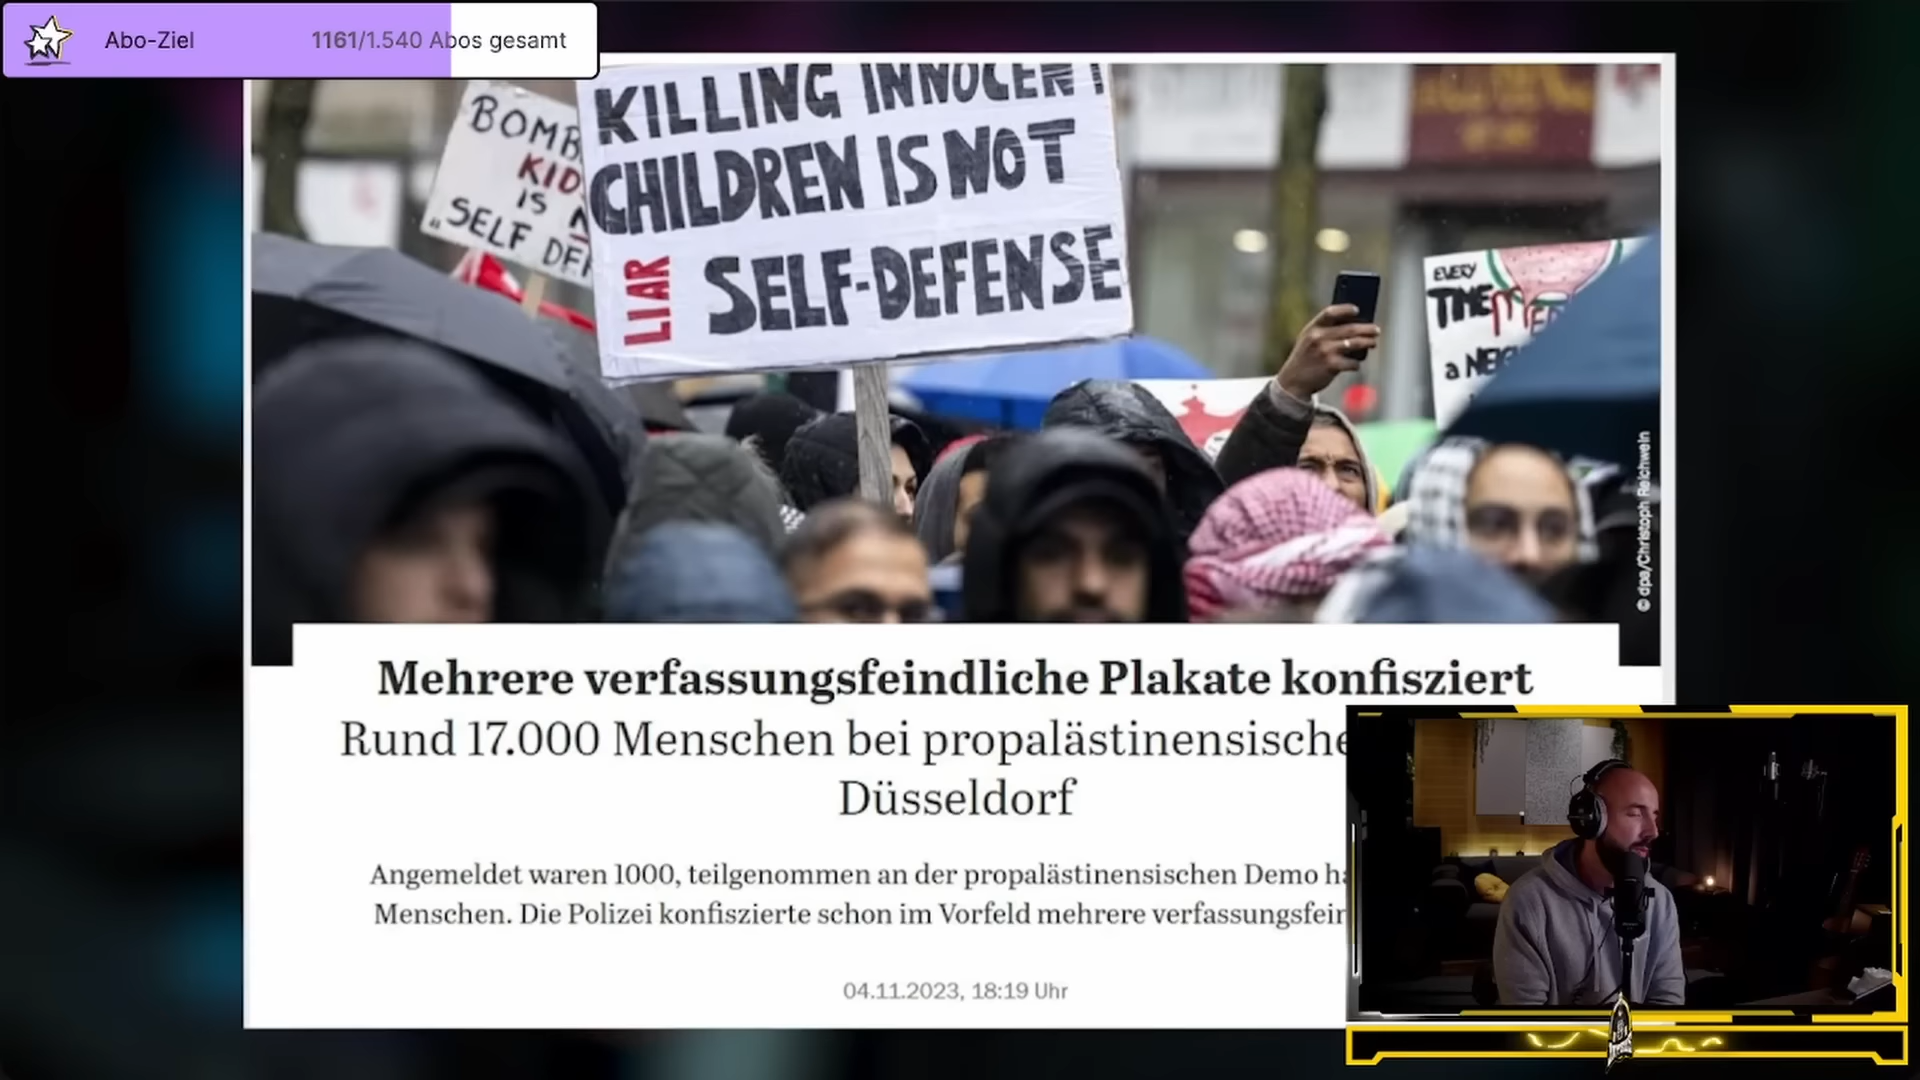 Abo-Ziel 1161/1.540 Abos gesamt
BOMB
KID
IS
„SELF DEF
KILLING INNOCENT
CHILDREN IS NOT
LIAR SELF-DEFENSE
EVERY
a
© dpa/Christoph Reichwein
Mehrere verfassungsfeindliche Plakate konfisziert
Rund 17.000 Menschen bei propalästinensische
Düsseldorf
Angemeldet waren 1000, teilgenommen an der propalästinensischen Demo ha
Menschen. Die Polizei konfiszierte schon im Vorfeld mehrere verfassungsfein
04.11.2023, 18:19 Uhr